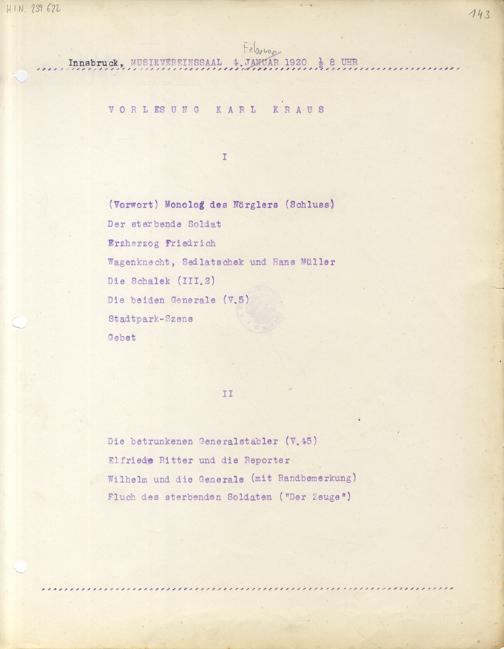 H.I.N. 239.622
143
Februar
Innsbruck, MUSIKVEREINSSAAL 4.JANUAR 1920 ½ 8 UHR
VORLESUNG KARL KRAUS
I
(Vorwort) Monolog des Nörglers (Schluss)
Der sterbende Soldat
Erzherzog Friedrich
Wagenknecht, Sedlatschek und Hans Müller
Die Schalek (III.2)
Die beiden Generale (V.5)
Stadtpark-Szene
Gebet
II
Die betrunkenen Generalstäbler (V.45)
Elfriede Ritter und die Reporter
Wilhelm und die Generale (mit Randbemerkung)
Fluch des sterbenden Soldaten ("Der Zeuge")